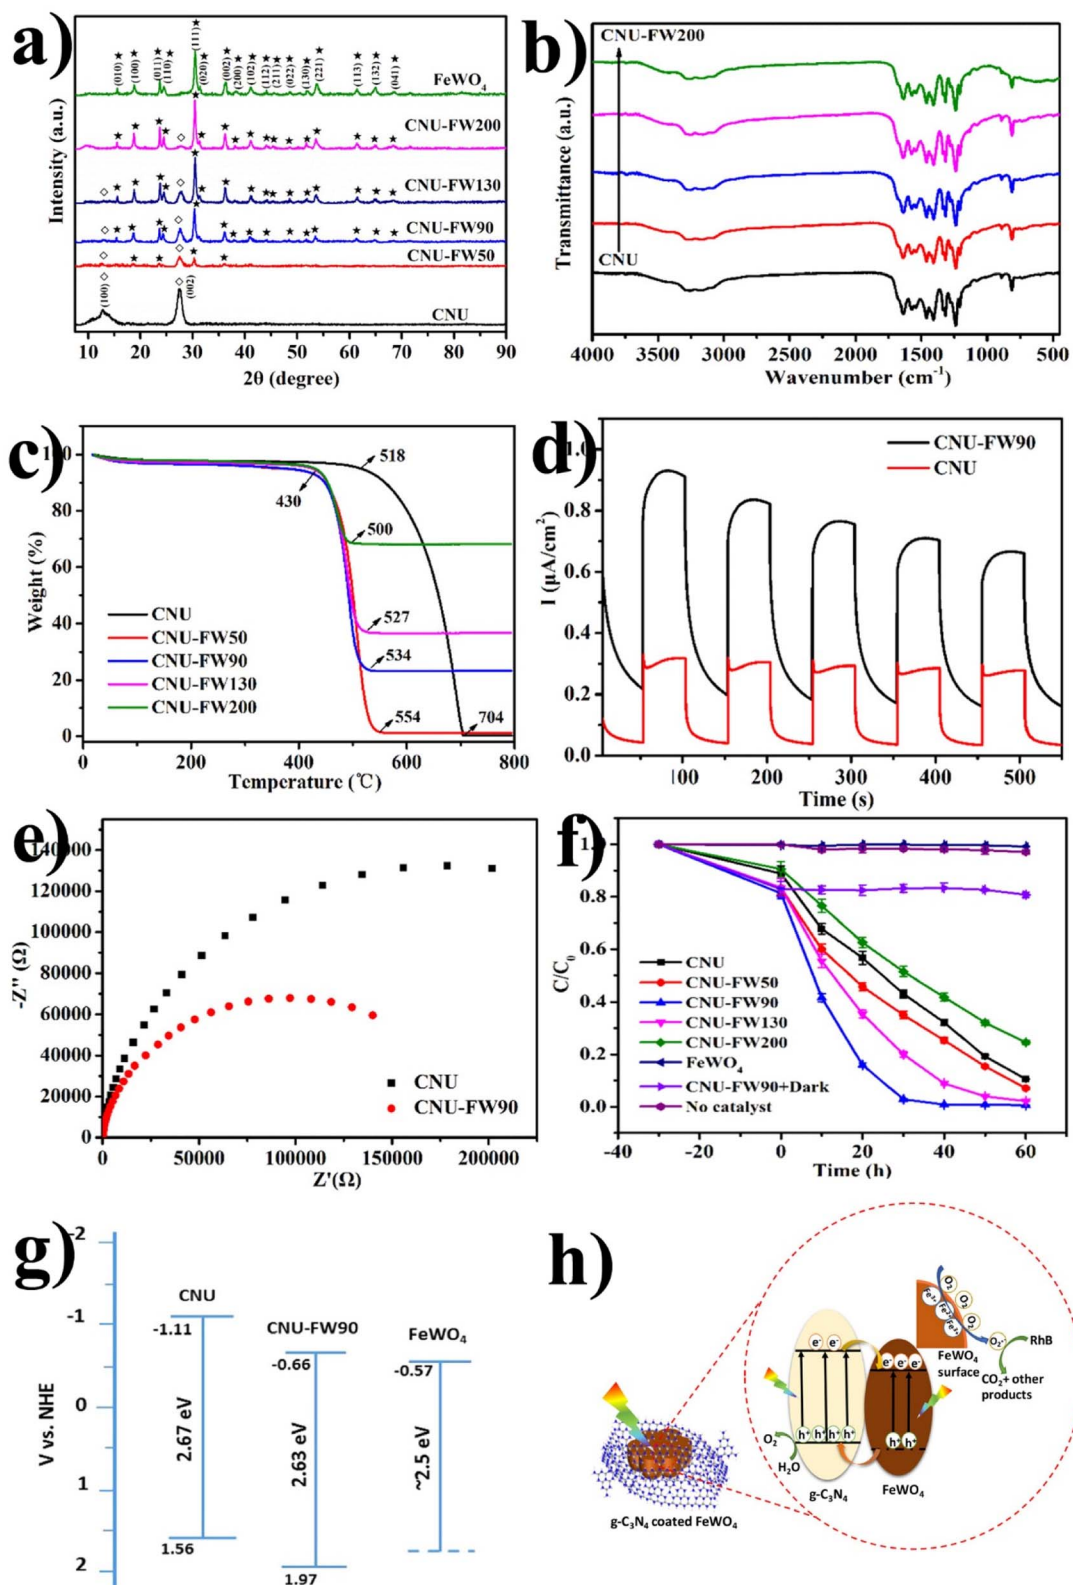 a)
(010)★
(100)★
(011)★
(110)★
(111)★
(020)★
(002)★
(200)★
(102)★
(112)★
(211)★
(022)★
(130)★
(221)★
(113)★
(132)★
(041)★
FeWO4
CNU-FW200
CNU-FW130
CNU-FW90
CNU-FW50
(100)
(002)
CNU
Intensity (a.u.)
10 20 30 40 50 60 70 80 90
2θ (degree)
b)
CNU-FW200
CNU
Transmittance (a.u.)
4000 3500 3000 2500 2000 1500 1000 500
Wavenumber (cm-1)
c)
518
430
500
527
534
554
704
CNU
CNU-FW50
CNU-FW90
CNU-FW130
CNU-FW200
Weight (%)
80
60
40
20
0
0 200 400 600 800
Temperature (℃)
d)
CNU-FW90
CNU
I (μA/cm2)
1.0
0.8
0.6
0.4
0.2
0.0
100 200 300 400 500
Time (s)
e)
-Z'' (Ω)
140000
120000
100000
80000
60000
40000
20000
0
CNU
CNU-FW90
0 50000 100000 150000 200000
Z'(Ω)
f)
C/C0
0.8
0.6
0.4
0.2
0.0
CNU
CNU-FW50
CNU-FW90
CNU-FW130
CNU-FW200
FeWO4
CNU-FW90+Dark
No catalyst
-40 -20 0 20 40 60
Time (h)
g)
V vs. NHE
-2
-1
0
1
2
CNU
-1.11
2.67 eV
1.56
CNU-FW90
-0.66
2.63 eV
1.97
FeWO4
-0.57
~2.5 eV
h)
O2
O2
O2
O2
Fe3+
Fe2+
Fe3+
O2·-
RhB
FeWO4
surface
CO2+ other
products
e- e-
e- e- e-
h+ h+ h+ h+
h+ h+
O2
H2O
g-C3N4
FeWO4
g-C3N4 coated FeWO4